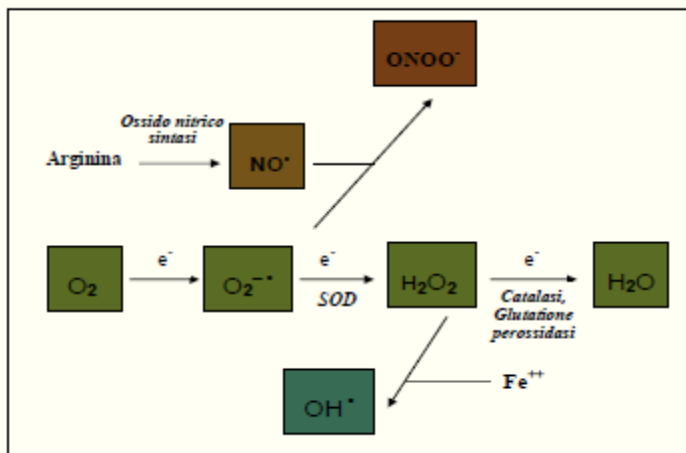 ONOO⁻
Ossido nitrico
sintasi
Arginina
NO•
e⁻
e⁻
e⁻
O₂
O₂⁻•
H₂O₂
H₂O
SOD
Catalasi,
Glutatione
perossidasi
Fe⁺⁺
OH•